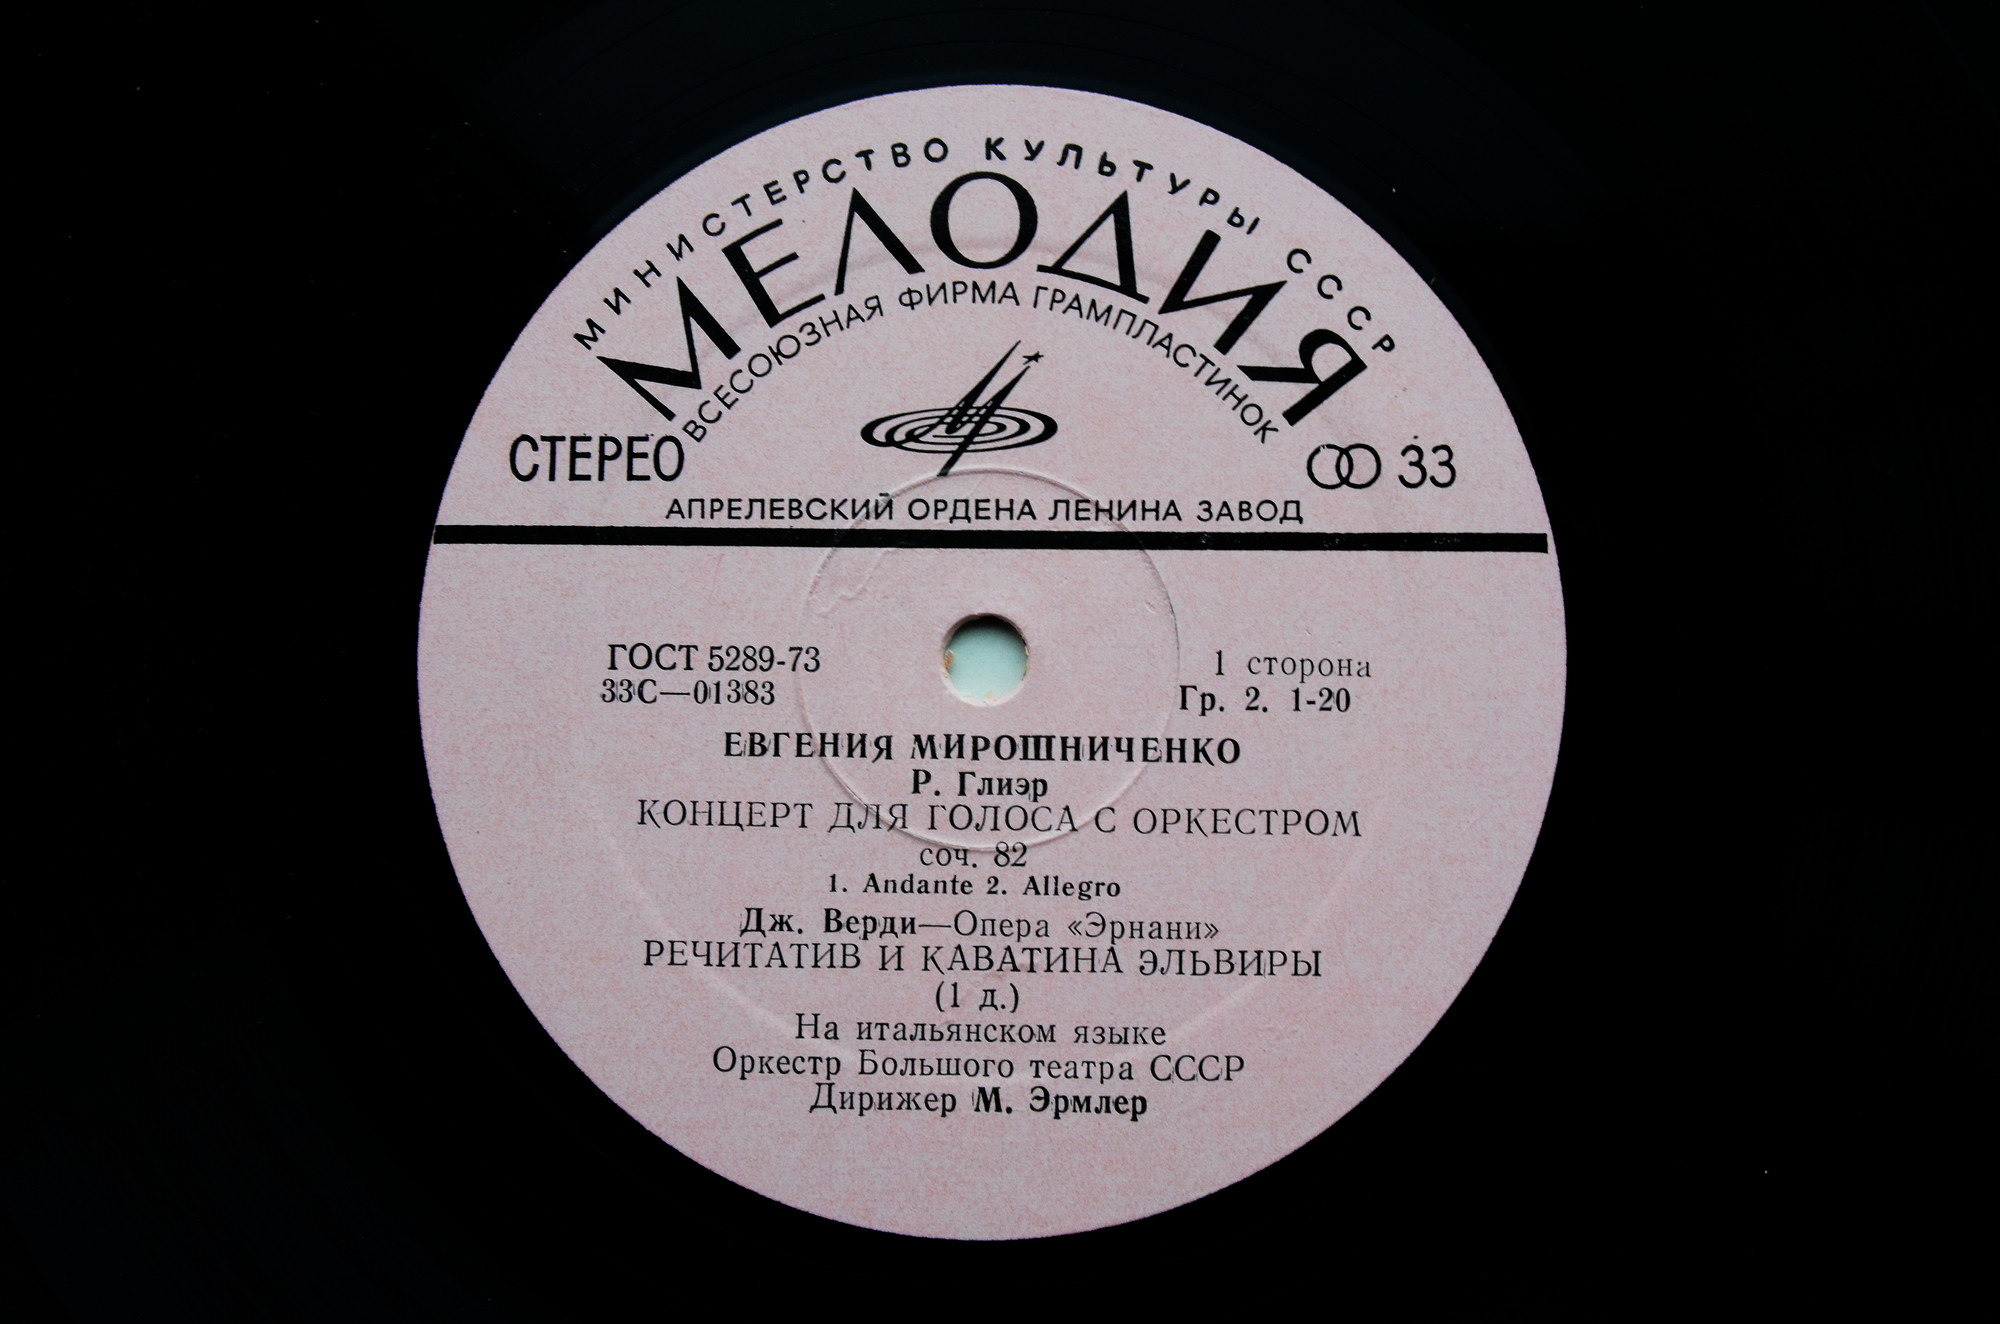 МИНИСТЕРСТВО КУЛЬТУРЫ СССР
МЕЛОДИЯ
ВСЕСОЮЗНАЯ ФИРМА ГРАМПЛАСТИНОК
СТЕРЕО
33
АПРЕЛЕВСКИЙ ОРДЕНА ЛЕНИНА ЗАВОД
ГОСТ 5289-73
1 сторона
33С—01383
Гр. 2. 1-20
ЕВГЕНИЯ МИРОШНИЧЕНКО
Р. Глиэр
КОНЦЕРТ ДЛЯ ГОЛОСА С ОРКЕСТРОМ
соч. 82
1. Andante 2. Allegro
Дж. Верди—Опера «Эрнани»
РЕЧИТАТИВ И КАВАТИНА ЭЛЬВИРЫ
(1 д.)
На итальянском языке
Оркестр Большого театра СССР
Дирижер М. Эрмлер